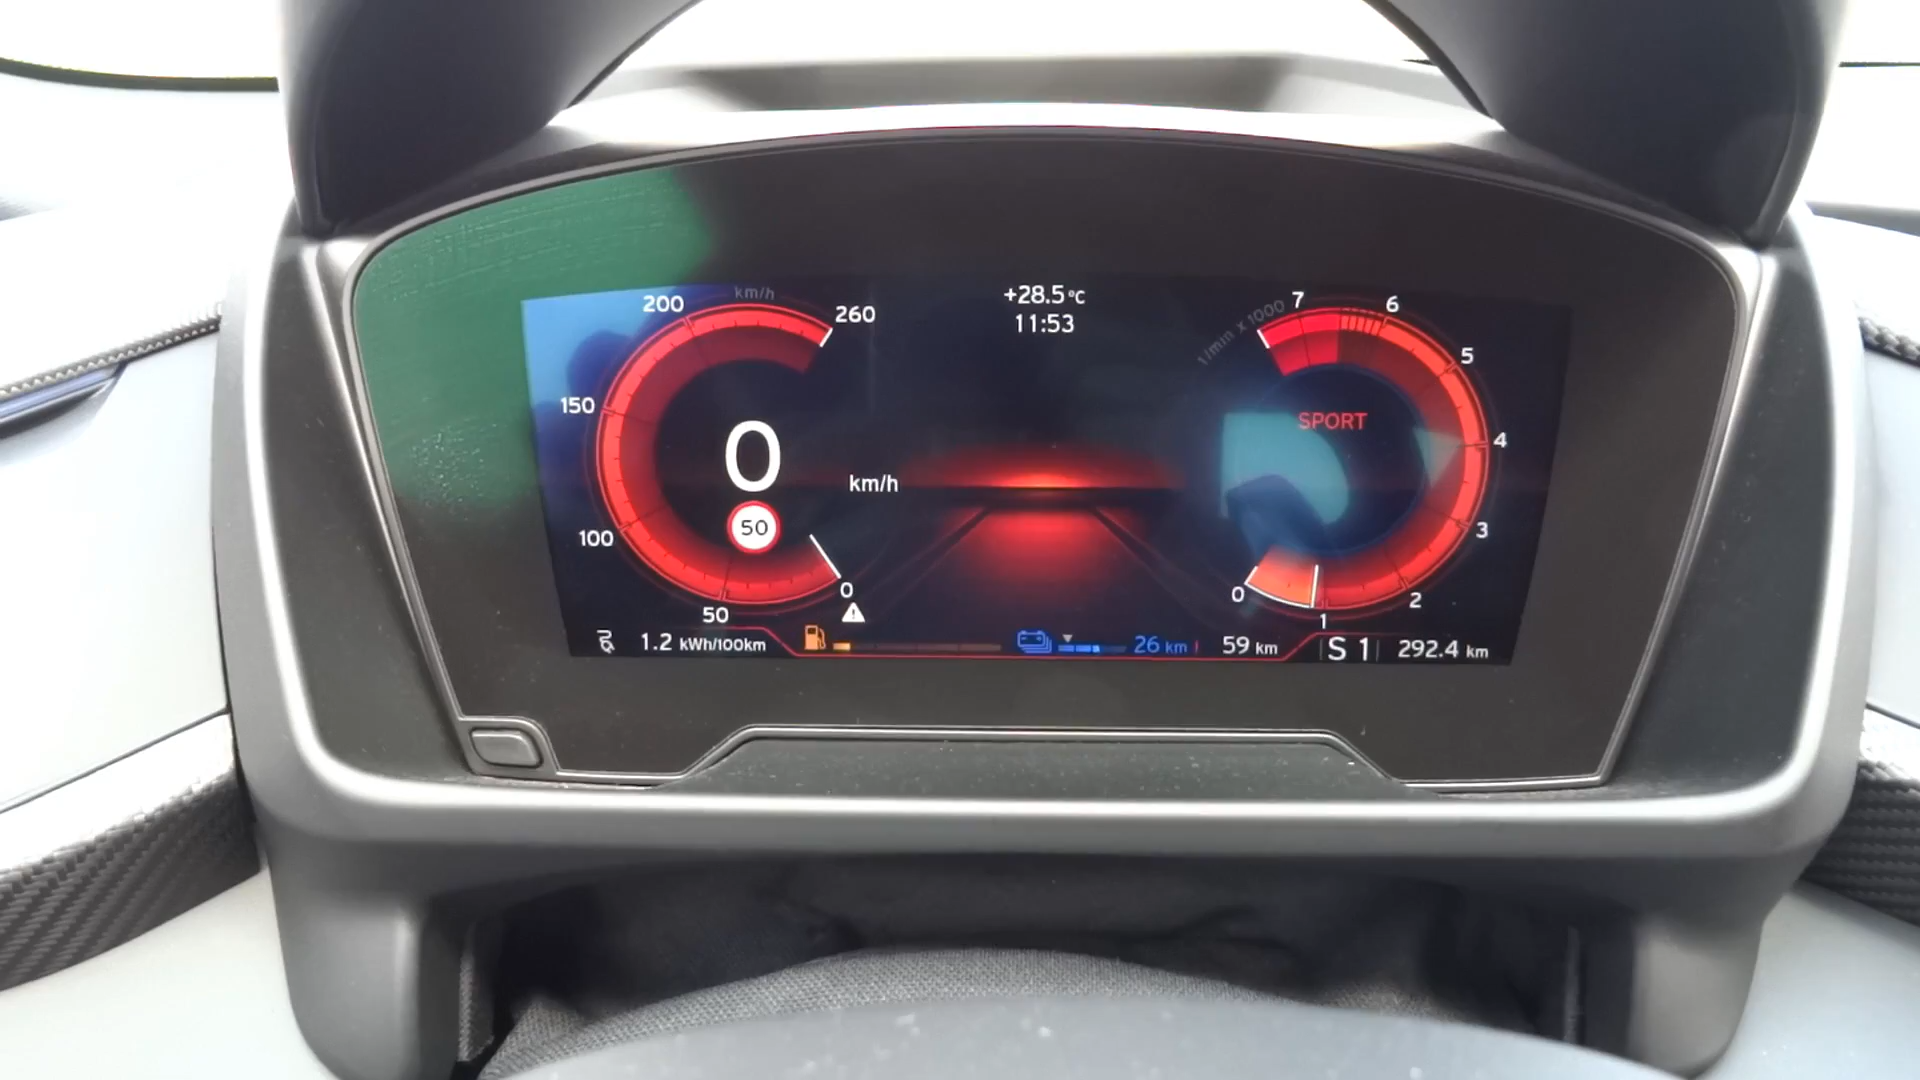 +28.5°C
11:53
km/h
200
260
150
100
50
0
0
km/h
50
1/min x 1000
7
6
5
4
3
2
1
0
SPORT
1.2 kWh/100km
26 km
59 km
S 1
292.4 km